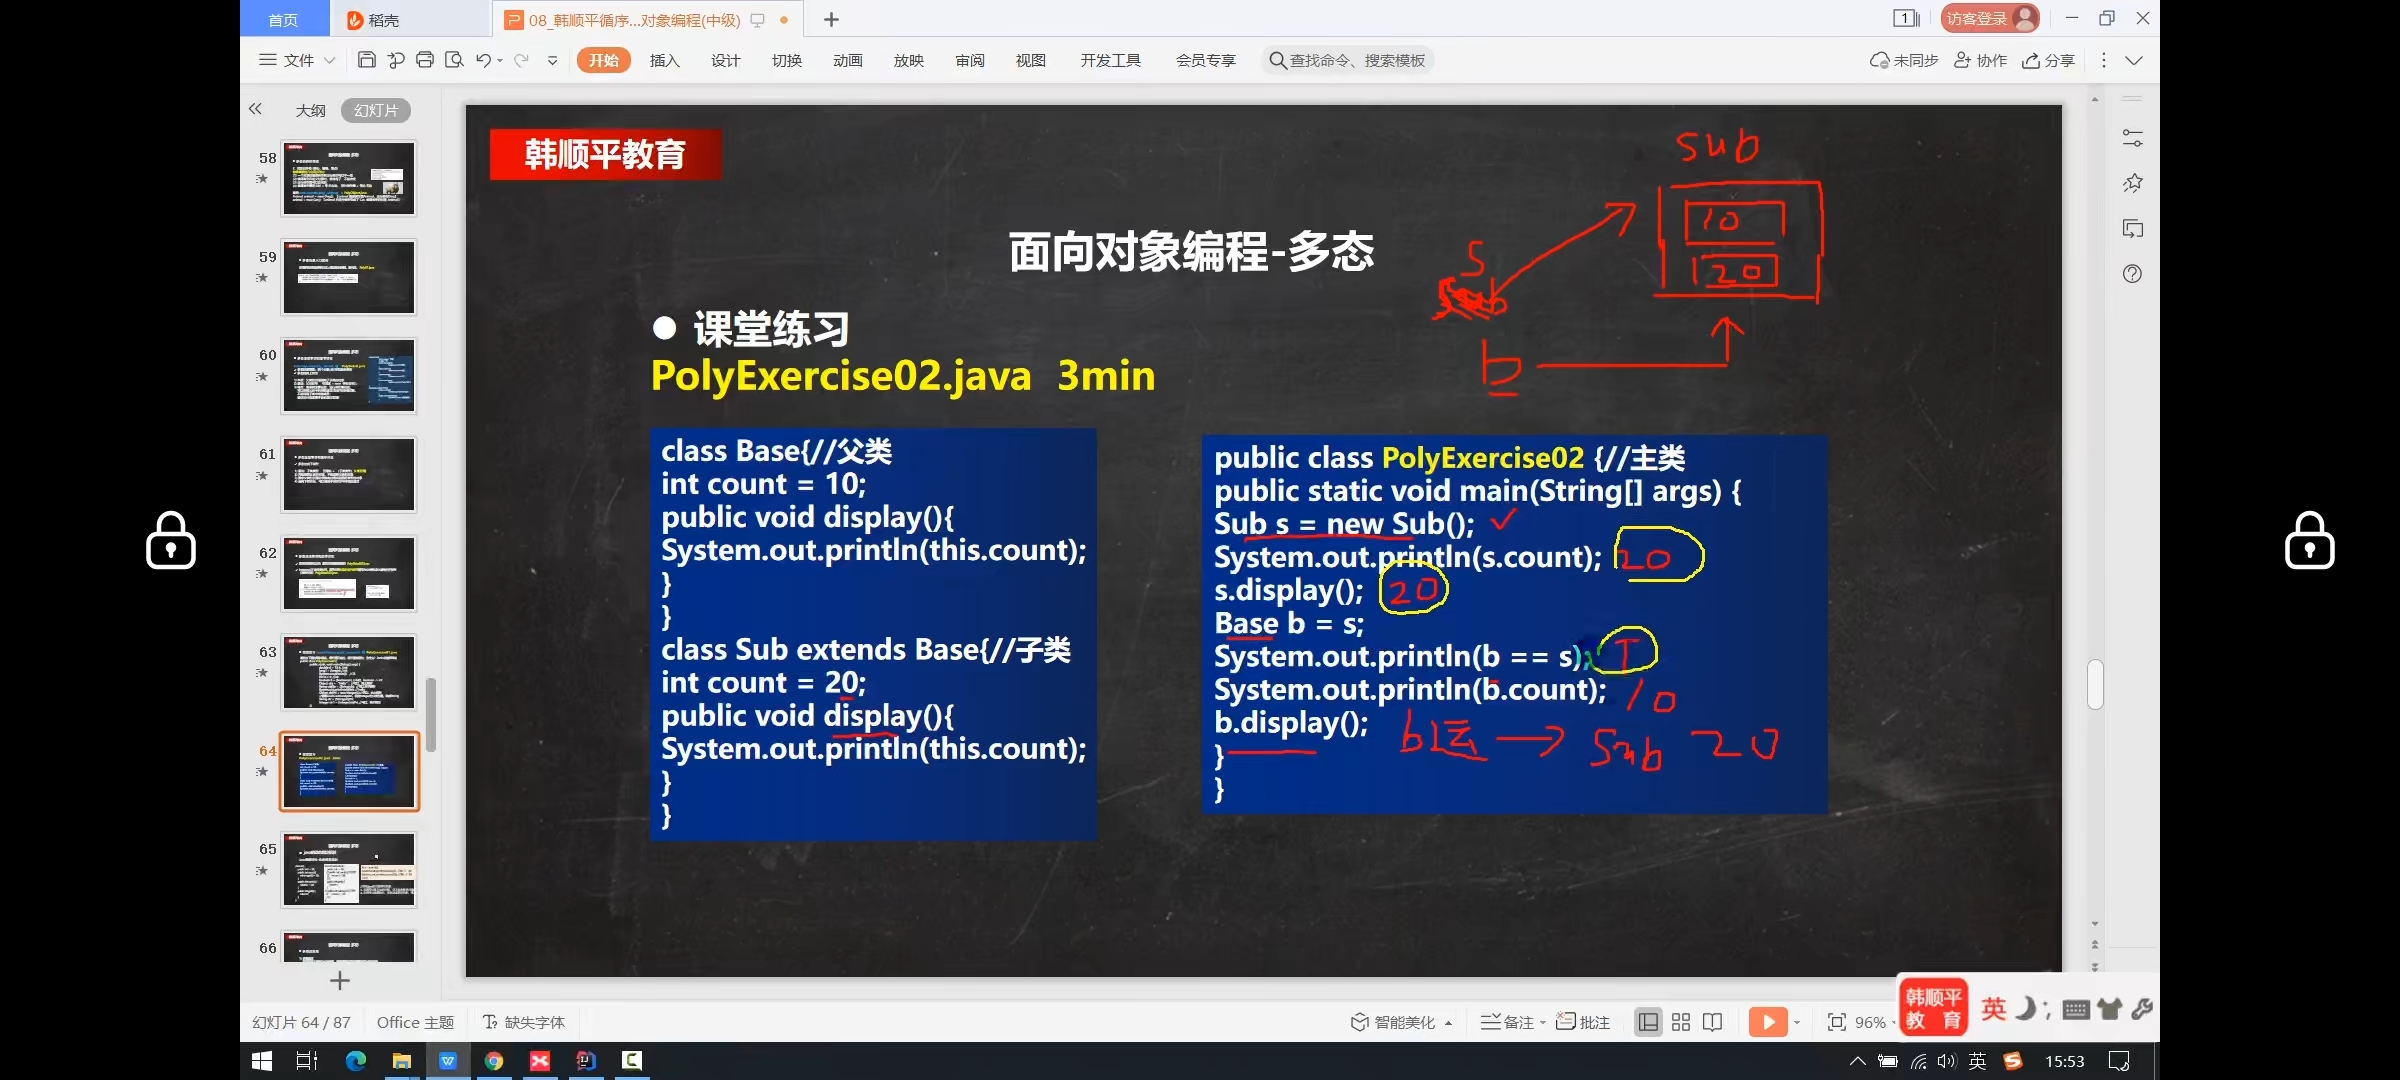 首页
稻壳
08_韩顺平循序...对象编程(中级)
访客登录
文件
开始
插入
设计
切换
动画
放映
审阅
视图
开发工具
会员专享
查找命令、搜索模板
未同步
协作
分享
大纲
幻灯片
58
59
60
61
62
63
64
65
66
韩顺平教育
面向对象编程-多态
sub
10
20
s
b
课堂练习
PolyExercise02.java 3min
class Base{//父类
int count = 10;
public void display(){
System.out.println(this.count);
}
}
class Sub extends Base{//子类
int count = 20;
public void display(){
System.out.println(this.count);
}
}
public class PolyExercise02 {//主类
public static void main(String[] args) {
Sub s = new Sub();
System.out.println(s.count); 20
s.display(); 20
Base b = s;
System.out.println(b == s); T
System.out.println(b.count); 10
b.display();
}
}
Sub 20
幻灯片 64 / 87
Office 主题
缺失字体
智能美化
备注
批注
96%
韩顺平
教 育
英
英
15:53